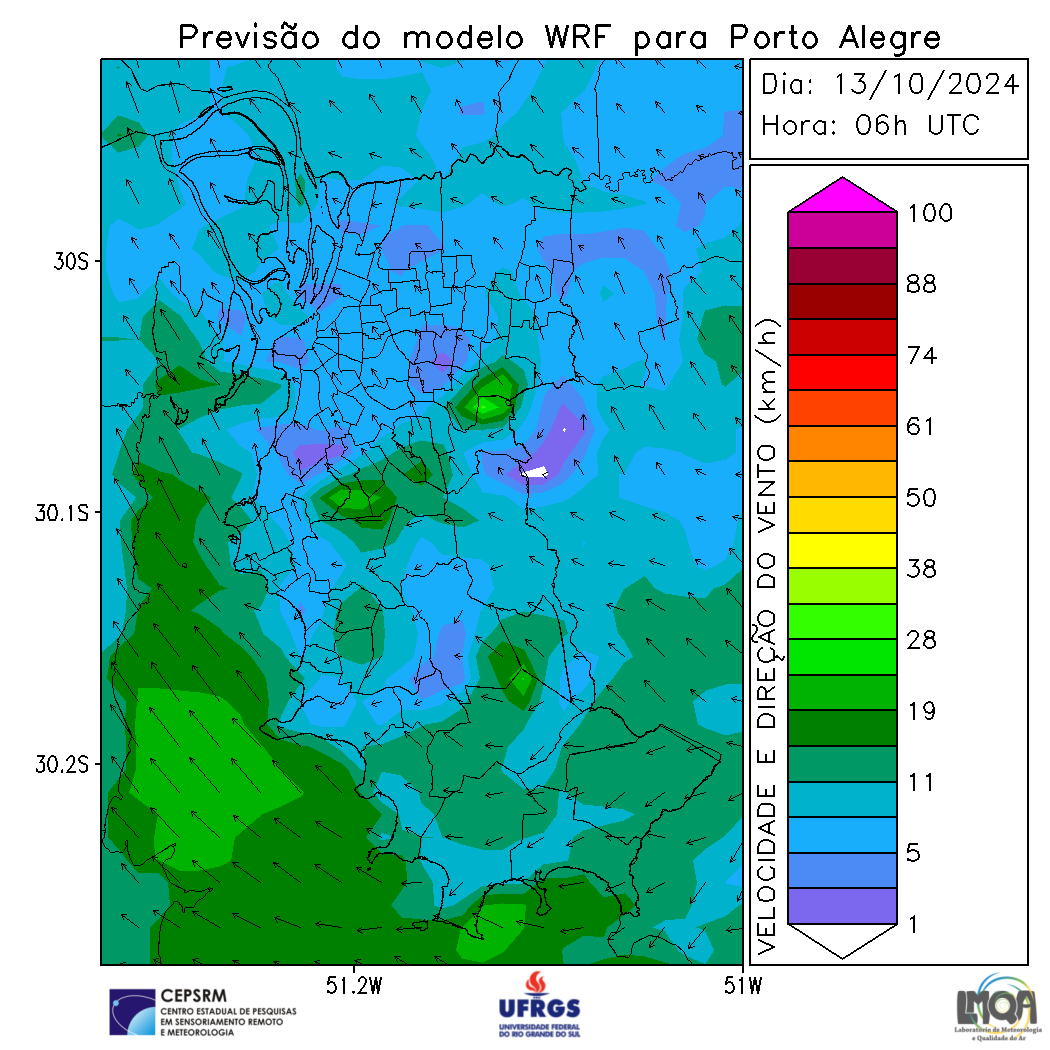 Previsão do modelo WRF para Porto Alegre
Dia: 13/10/2024
Hora: 06h UTC
30S
30.1S
30.2S
51.2W
51W
VELOCIDADE E DIREÇÃO DO VENTO (km/h)
100
88
74
61
50
38
28
19
11
5
1
CEPSRM
CENTRO ESTADUAL DE PESQUISAS
EM SENSORIAMENTO REMOTO
E METEOROLOGIA
UFRGS
UNIVERSIDADE FEDERAL
DO RIO GRANDE DO SUL
LMQA
Laboratório de Meteorologia
e Qualidade do Ar